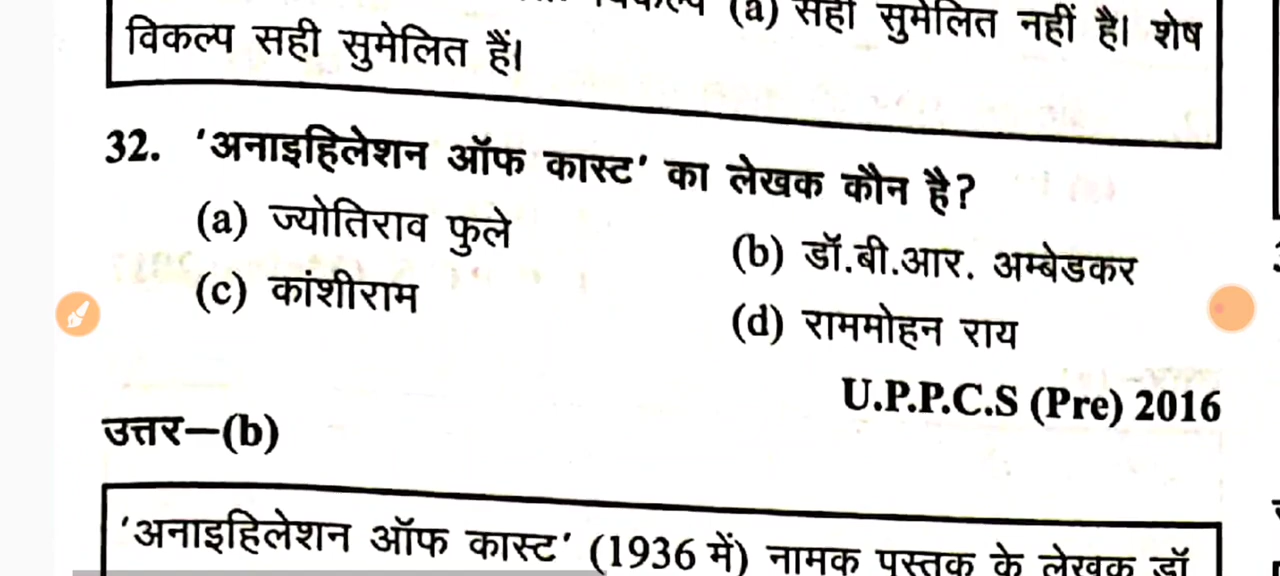 विकल्प (a) सही सुमेलित नहीं है। शेष
विकल्प सही सुमेलित हैं।
32. 'अनाइहिलेशन ऑफ कास्ट' का लेखक कौन है?
(a) ज्योतिराव फुले
(b) डॉ.बी.आर. अम्बेडकर
(c) कांशीराम
(d) राममोहन राय
U.P.P.C.S (Pre) 2016
उत्तर—(b)
'अनाइहिलेशन ऑफ कास्ट' (1936 में) नामक पुस्तक के लेखक डॉ